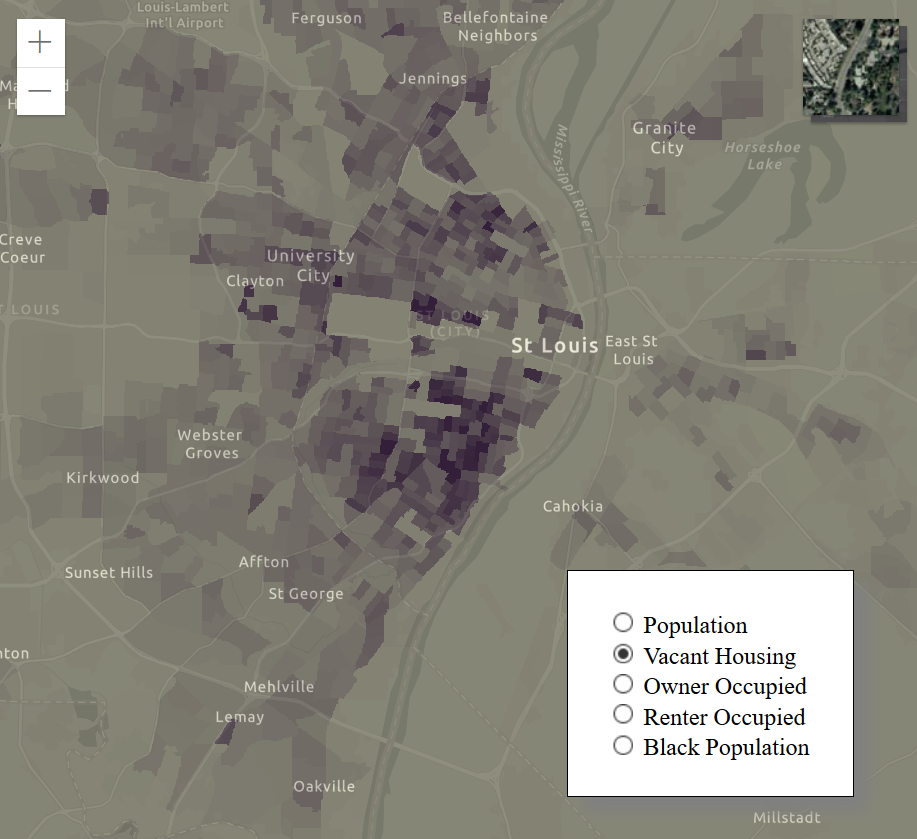 Louis-Lambert
Int'l Airport
Ferguson
Bellefontaine
Neighbors
+
Jennings
−
Ma
H
Granite
City
Horseshoe
Lake
Mississippi River
Creve
Coeur
University
City
Clayton
T LOUIS
ST LOUIS
(CITY)
St Louis
East St
Louis
Webster
Groves
Kirkwood
Cahokia
Affton
Sunset Hills
St George
nton
Mehlville
Lemay
Oakville
Population
Vacant Housing
Owner Occupied
Renter Occupied
Black Population
Millstadt